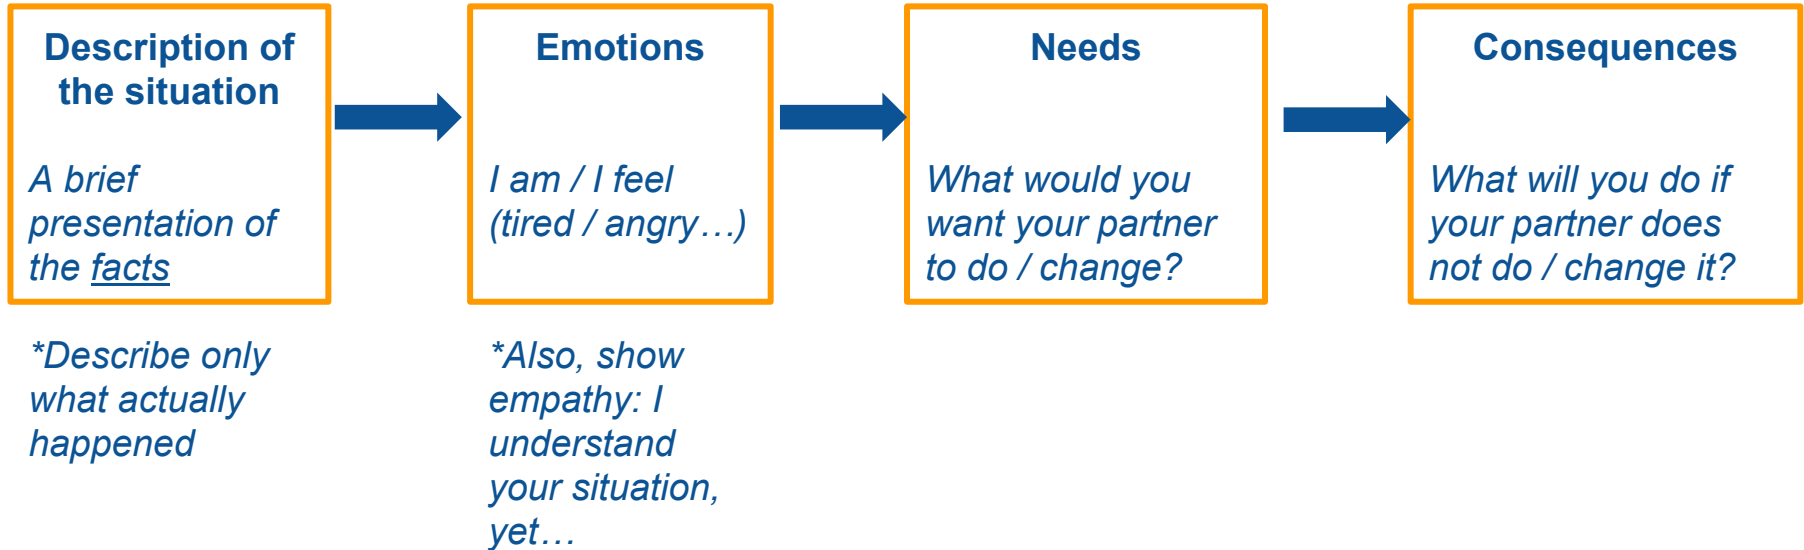 Description of
the situation
A brief
presentation of
the facts
*Describe only
what actually
happened
Emotions
I am / I feel
(tired / angry…)
*Also, show
empathy: I
understand
your situation,
yet…
Needs
What would you
want your partner
to do / change?
Consequences
What will you do if
your partner does
not do / change it?